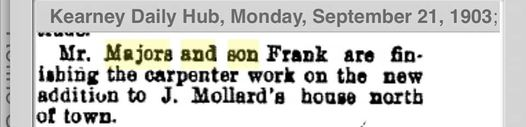 Kearney Daily Hub, Monday, September 21, 1903;
Mr. Majors and son Frank are fin-
ishing the carpenter work on the new
addition to J. Mollard's house north
of town.